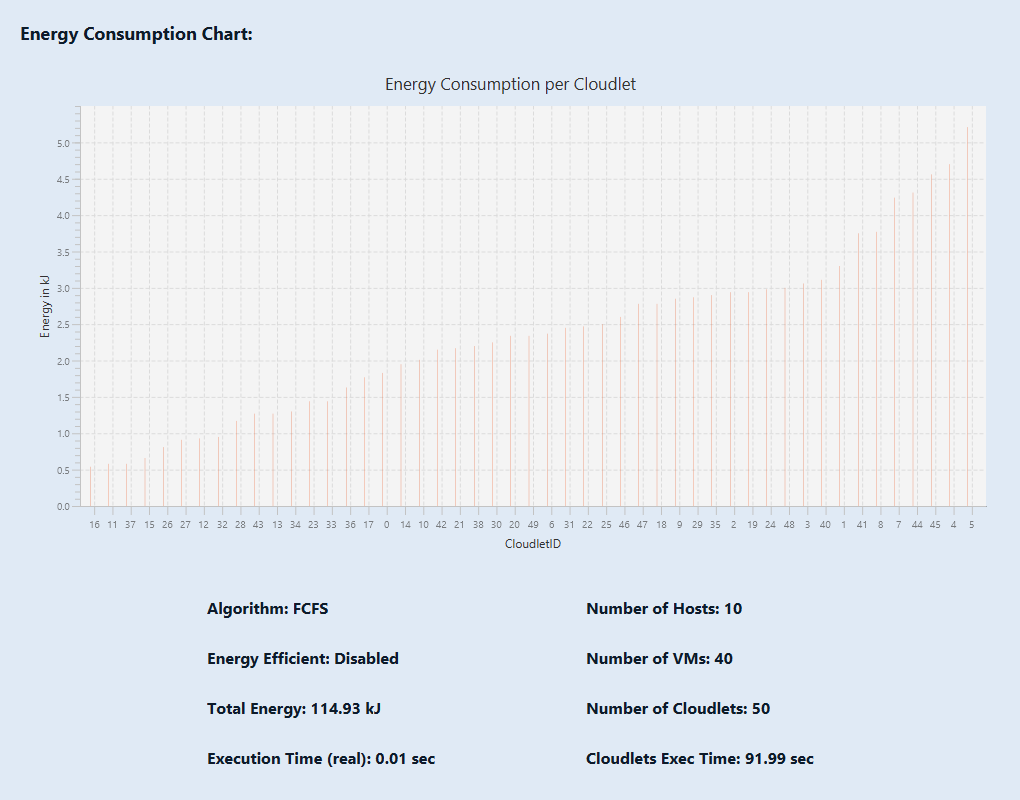 Energy Consumption Chart:
Energy Consumption per Cloudlet
5.0
4.5
4.0
3.5
3.0
2.5
2.0
1.5
1.0
0.5
0.0
Energy in kJ
16 11 37 15 26 27 12 32 28 43 13 34 23 33 36 17 0 14 10 42 21 38 30 20 49 6 31 22 25 46 47 18 9 29 35 2 19 24 48 3 40 1 41 8 7 44 45 4 5
CloudletID
Algorithm: FCFS
Number of Hosts: 10
Energy Efficient: Disabled
Number of VMs: 40
Total Energy: 114.93 kJ
Number of Cloudlets: 50
Execution Time (real): 0.01 sec
Cloudlets Exec Time: 91.99 sec